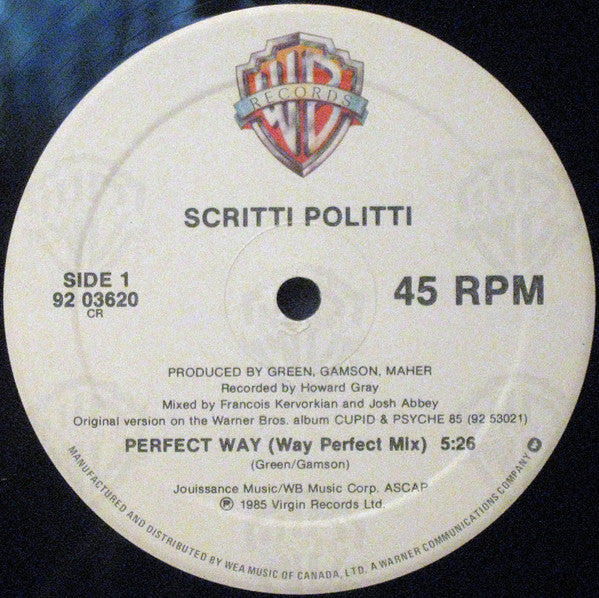 WB
RECORDS
SCRITTI POLITTI
SIDE 1
92 03620
CR
45 RPM
PRODUCED BY GREEN, GAMSON, MAHER
Recorded by Howard Gray
Mixed by Francois Kervorkian and Josh Abbey
Original version on the Warner Bros. album CUPID & PSYCHE 85 (92 53021)
PERFECT WAY (Way Perfect Mix) 5:26
(Green/Gamson)
Jouissance Music/WB Music Corp. ASCAP
℗ 1985 Virgin Records Ltd.
MANUFACTURED AND DISTRIBUTED BY WEA MUSIC OF CANADA, LTD. A WARNER COMMUNICATIONS COMPANY